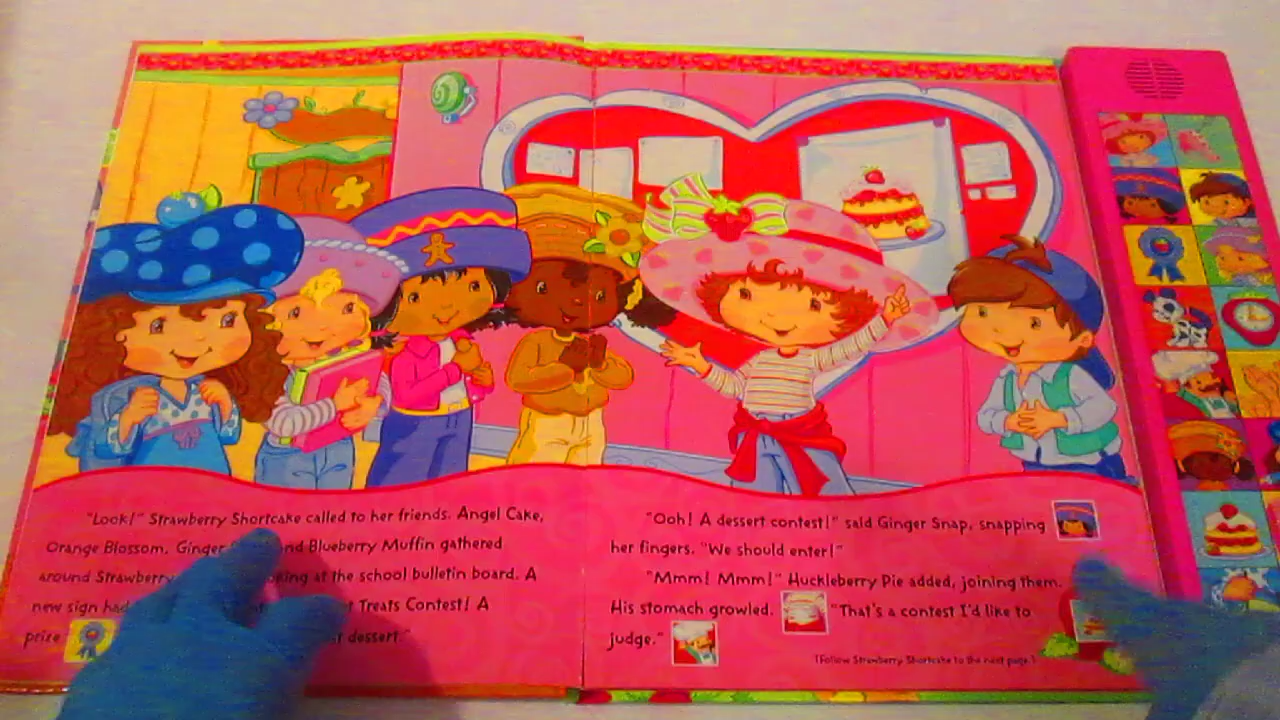 "Look!" Strawberry Shortcake called to her friends. Angel Cake,
Orange Blossom, Ginger and Blueberry Muffin gathered
around Strawberry looking at the school bulletin board. A
new sign had Treats Contest! A
prize dessert."
"Ooh! A dessert contest!" said Ginger Snap, snapping
her fingers. "We should enter!"
"Mmm! Mmm!" Huckleberry Pie added, joining them.
His stomach growled. "That's a contest I'd like to
judge."
(Follow Strawberry Shortcake to the next page.)